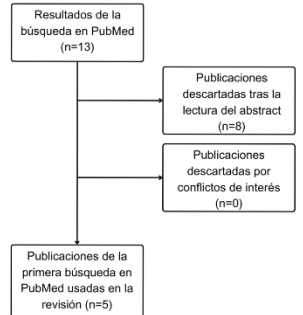 Resultados de la
búsqueda en PubMed
(n=13)
Publicaciones
descartadas tras la
lectura del abstract
(n=8)
Publicaciones
descartadas por
conflictos de interés
(n=0)
Publicaciones de la
primera búsqueda en
PubMed usadas en la
revisión (n=5)